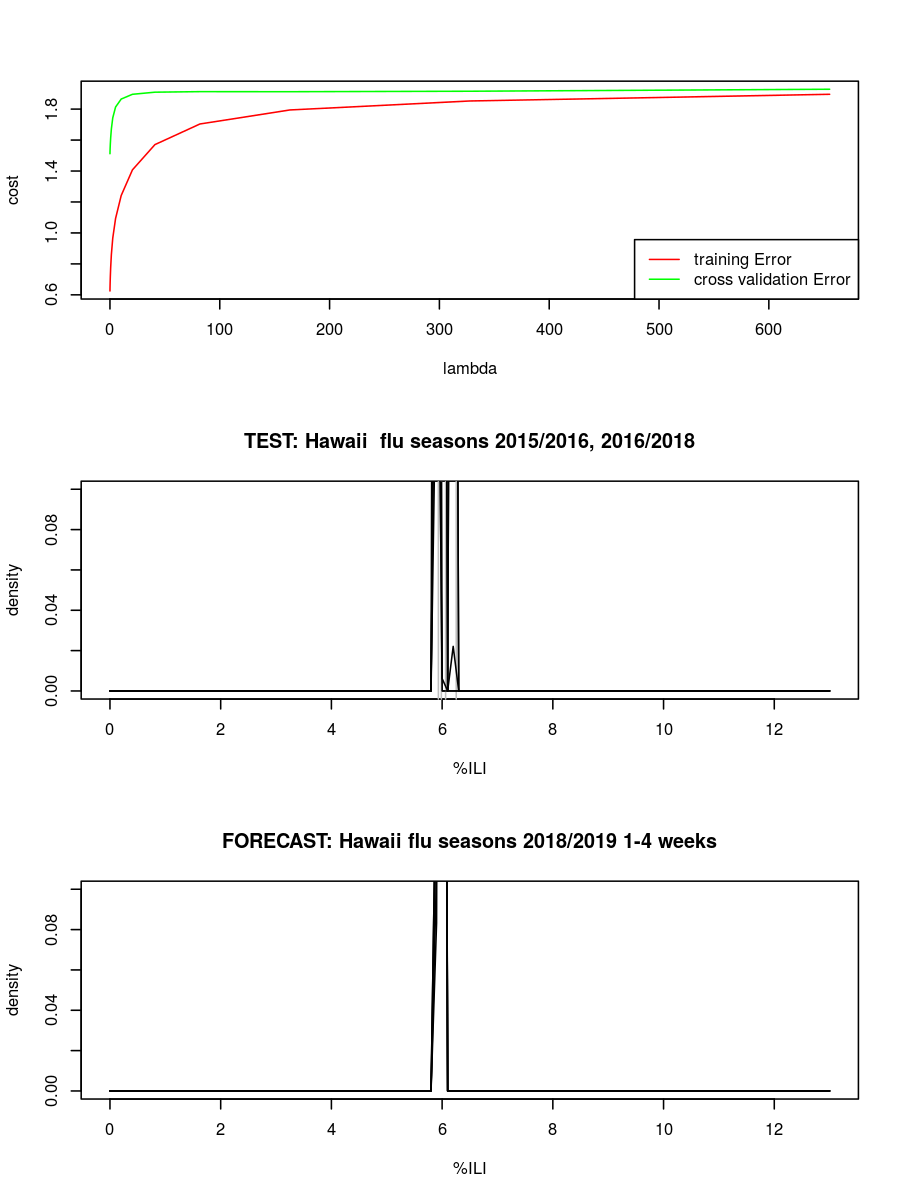 1.8
1.4
1.0
0.6
cost
training Error
cross validation Error
0 100 200 300 400 500 600
lambda
TEST: Hawaii  flu seasons 2015/2016, 2016/2018
0.08
0.04
0.00
density
0 2 4 6 8 10 12
%ILI
FORECAST: Hawaii flu seasons 2018/2019 1-4 weeks
0.08
0.04
0.00
density
0 2 4 6 8 10 12
%ILI